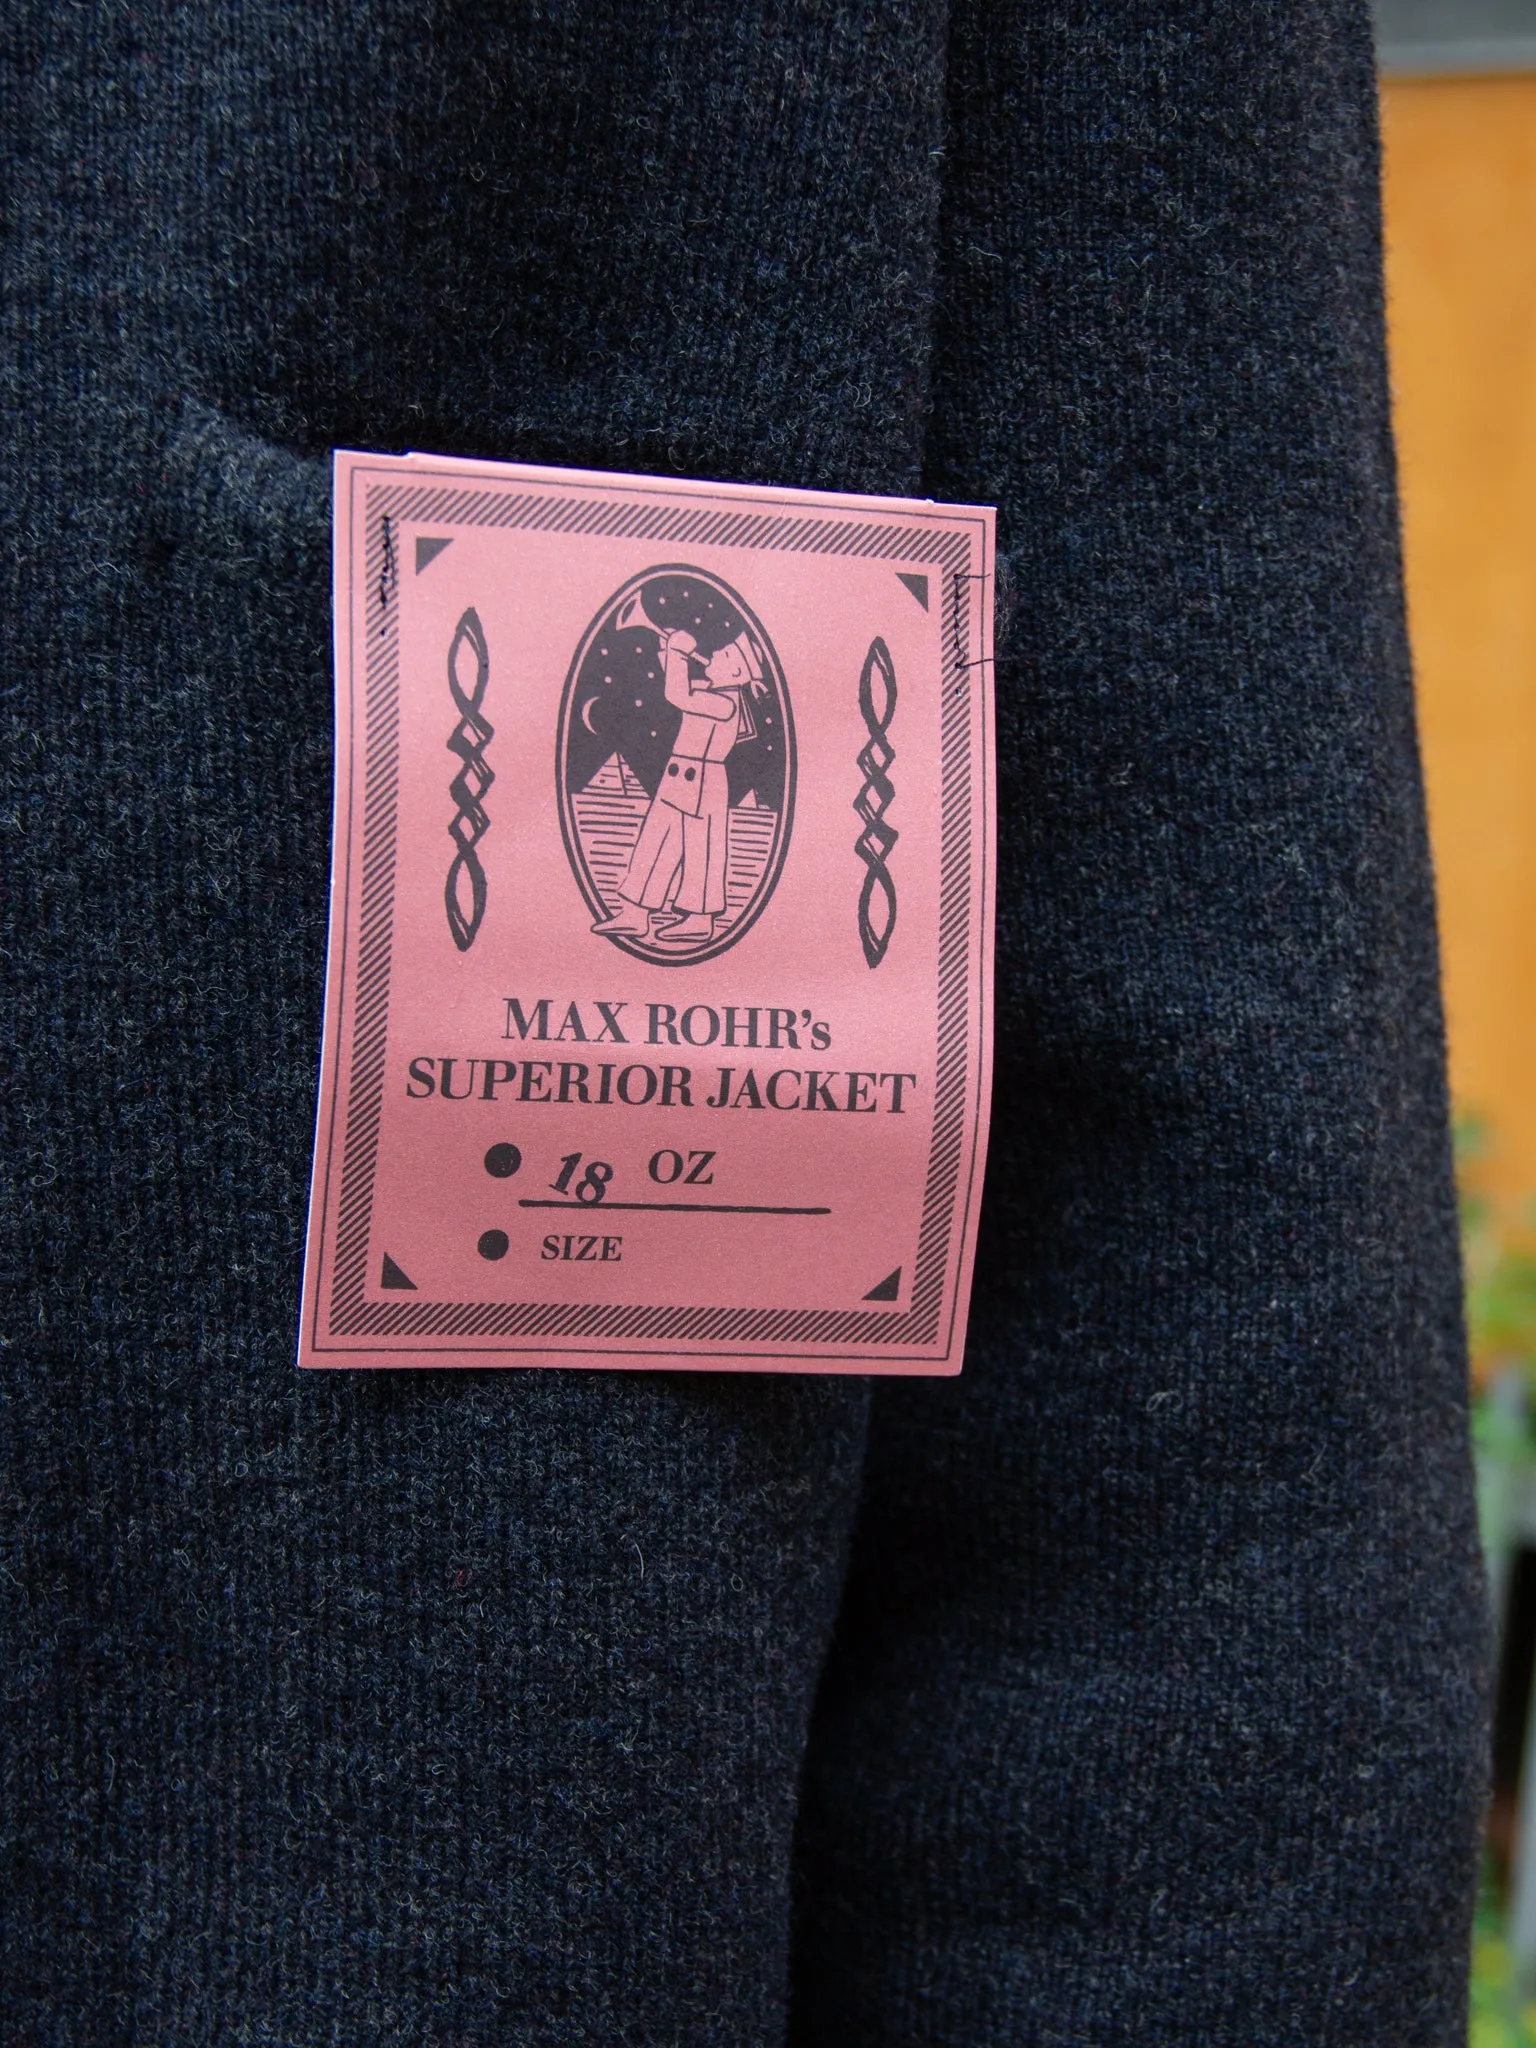 MAX ROHR's
SUPERIOR JACKET
18 OZ
SIZE